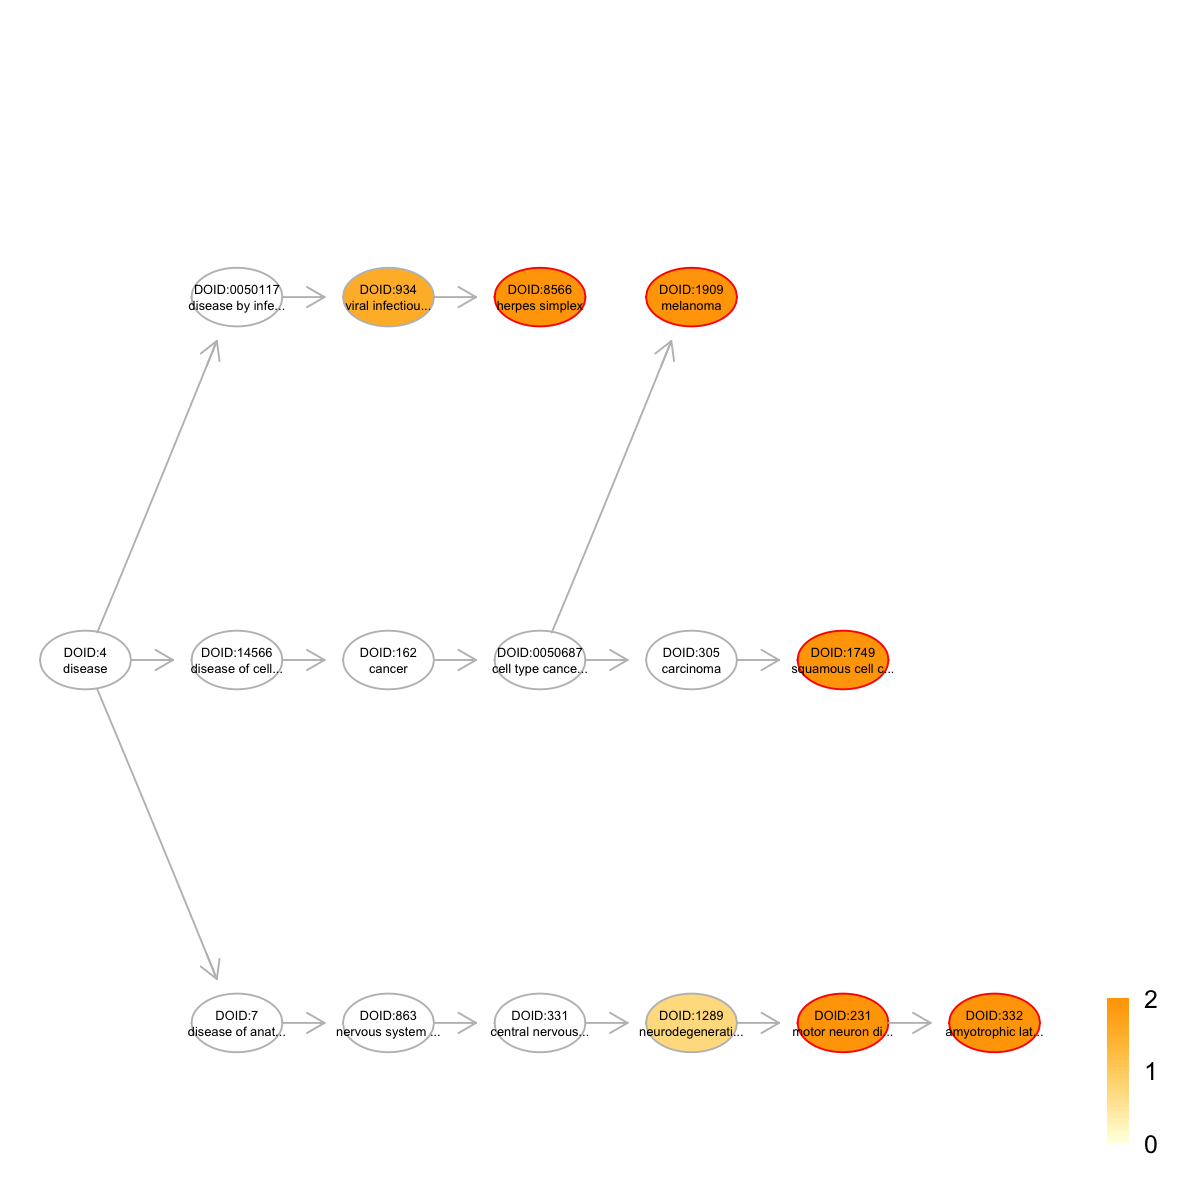 DOID:0050117
disease by infe...
DOID:934
viral infectiou...
DOID:8566
herpes simplex
DOID:1909
melanoma
DOID:4
disease
DOID:14566
disease of cell...
DOID:162
cancer
DOID:0050687
cell type cance...
DOID:305
carcinoma
DOID:1749
squamous cell c...
DOID:7
disease of anat...
DOID:863
nervous system ...
DOID:331
central nervous...
DOID:1289
neurodegenerati...
DOID:231
motor neuron di...
DOID:332
amyotrophic lat...
2
1
0